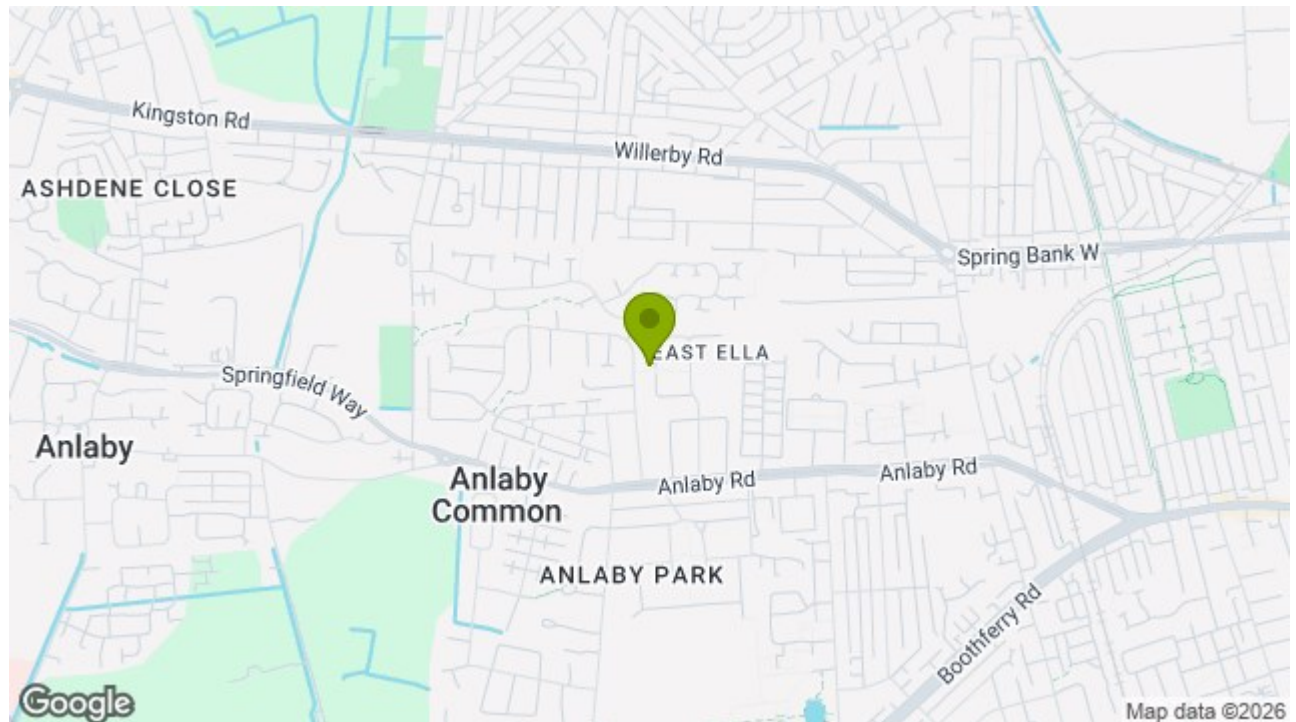 Kingston Rd
Willerby Rd
ASHDENE CLOSE
Spring Bank W
EAST ELLA
Springfield Way
Anlaby
Anlaby
Common
Anlaby Rd
Anlaby Rd
ANLABY PARK
Boothferry Rd
Google
Map data ©2026